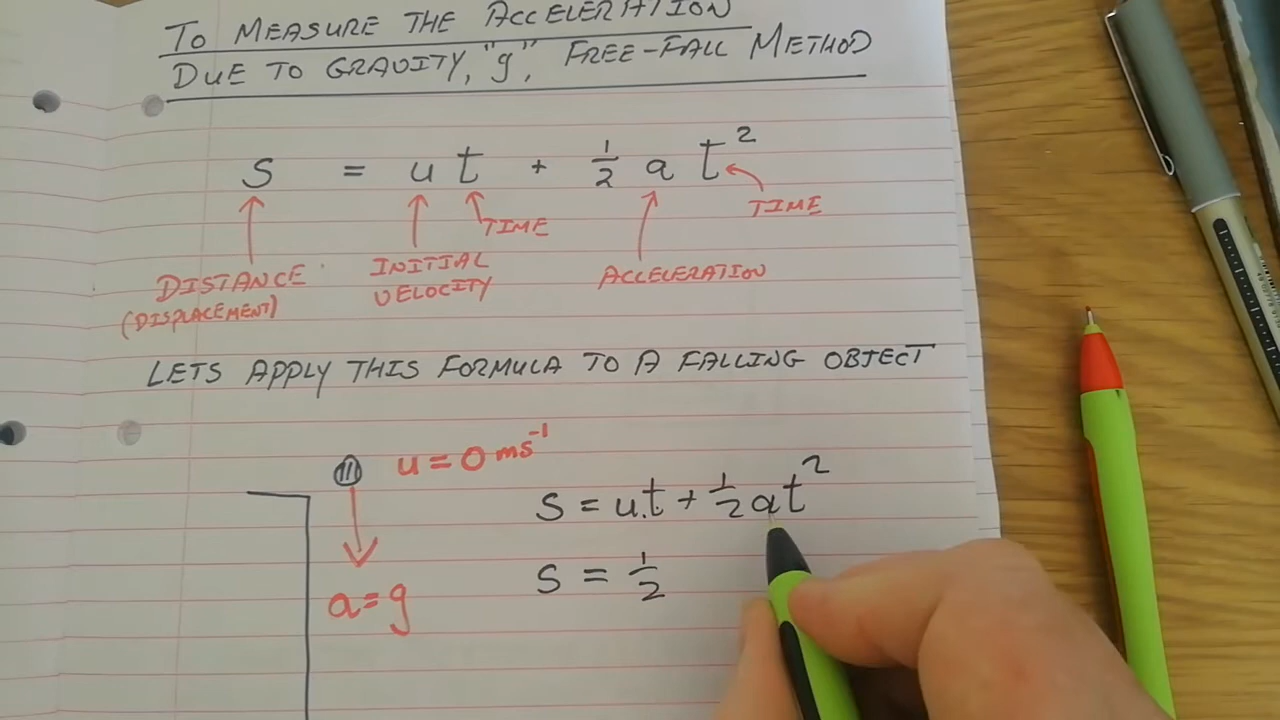 TO MEASURE THE ACCELERATION
DUE TO GRAVITY, "g", FREE-FALL METHOD
s = ut + ½ at²
TIME
TIME
DISTANCE
(DISPLACEMENT)
INITIAL
VELOCITY
ACCELERATION
LETS APPLY THIS FORMULA TO A FALLING OBJECT
u = 0 ms⁻¹
s = u.t + ½at²
s = ½
a = g